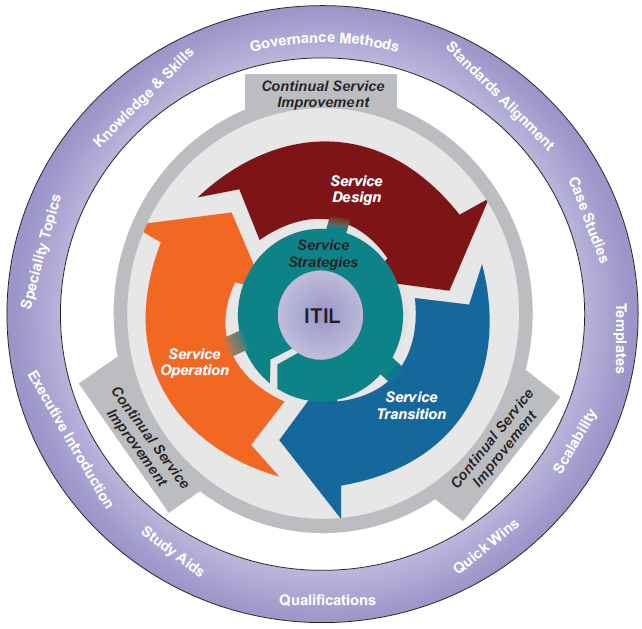 Governance Methods
Standards Alignment
Case Studies
Templates
Scalability
Quick Wins
Qualifications
Study Aids
Executive Introduction
Speciality Topics
Knowledge & Skills
Continual Service
Improvement
Service
Design
Service
Strategies
ITIL
Service
Operation
Service
Transition
Continual Service
Improvement
Continual Service
Improvement